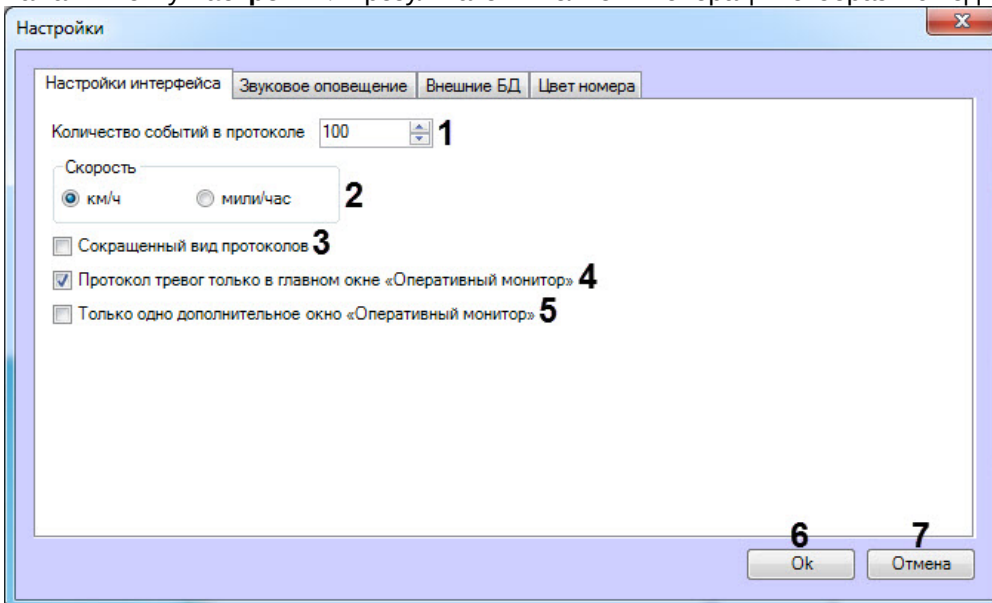 Настройки
X
Настройки интерфейса Звуковое оповещение Внешние БД Цвет номера
Количество событий в протоколе 100 1
Скорость
км/ч мили/час 2
Сокращенный вид протоколов 3
Протокол тревог только в главном окне «Оперативный монитор» 4
Только одно дополнительное окно «Оперативный монитор» 5
6 7
Ok Отмена